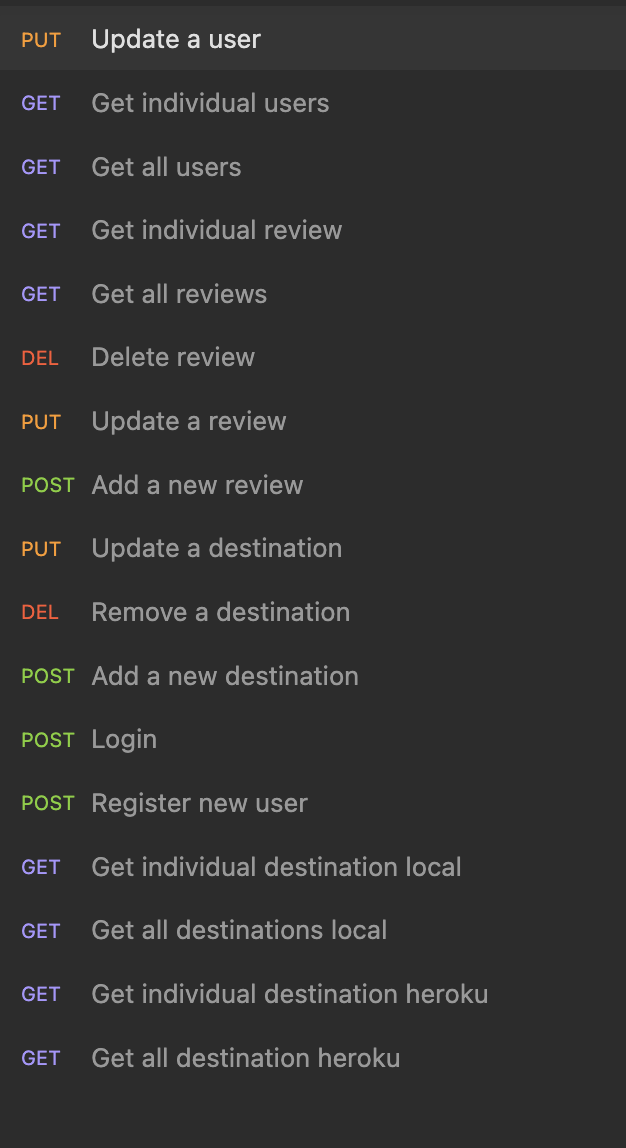 PUT Update a user
GET Get individual users
GET Get all users
GET Get individual review
GET Get all reviews
DEL Delete review
PUT Update a review
POST Add a new review
PUT Update a destination
DEL Remove a destination
POST Add a new destination
POST Login
POST Register new user
GET Get individual destination local
GET Get all destinations local
GET Get individual destination heroku
GET Get all destination heroku